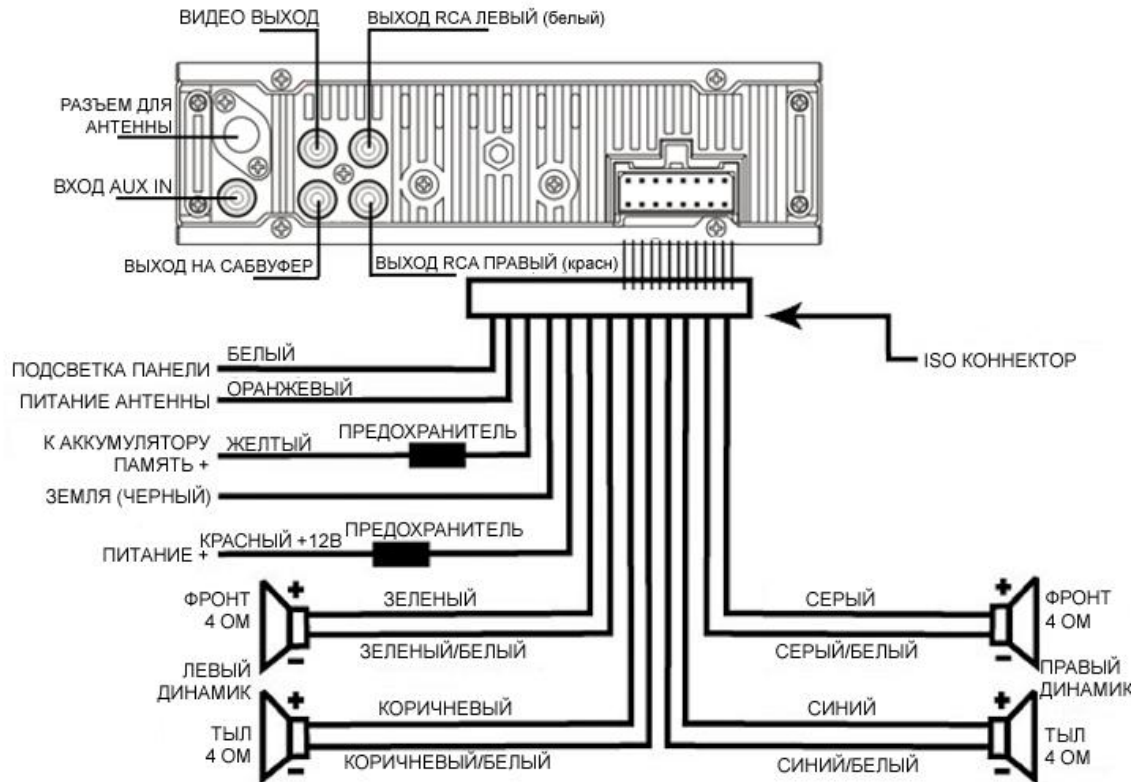 ВИДЕО ВЫХОД
ВЫХОД RCA ЛЕВЫЙ (белый)
РАЗЪЕМ ДЛЯ
АНТЕННЫ
ВХОД AUX IN
ВЫХОД НА САБВУФЕР
ВЫХОД RCA ПРАВЫЙ (красн)
ISO КОННЕКТОР
ПОДСВЕТКА ПАНЕЛИ
БЕЛЫЙ
ПИТАНИЕ АНТЕННЫ
ОРАНЖЕВЫЙ
К АККУМУЛЯТОРУ
ПАМЯТЬ +
ЖЕЛТЫЙ
ПРЕДОХРАНИТЕЛЬ
ЗЕМЛЯ (ЧЕРНЫЙ)
ПИТАНИЕ +
КРАСНЫЙ +12В
ПРЕДОХРАНИТЕЛЬ
ФРОНТ
4 ОМ
+
−
ЗЕЛЕНЫЙ
ЗЕЛЕНЫЙ/БЕЛЫЙ
СЕРЫЙ
СЕРЫЙ/БЕЛЫЙ
+
−
ФРОНТ
4 ОМ
ЛЕВЫЙ
ДИНАМИК
ПРАВЫЙ
ДИНАМИК
ТЫЛ
4 ОМ
+
−
КОРИЧНЕВЫЙ
КОРИЧНЕВЫЙ/БЕЛЫЙ
СИНИЙ
СИНИЙ/БЕЛЫЙ
+
−
ТЫЛ
4 ОМ